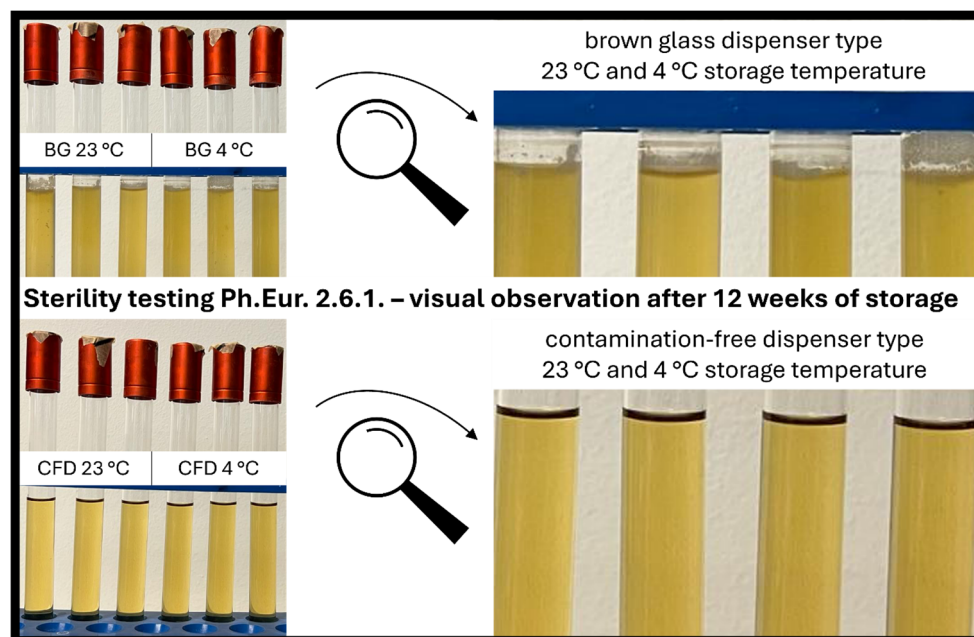 brown glass dispenser type
23 °C and 4 °C storage temperature
BG 23 °C
BG 4 °C
Sterility testing Ph.Eur. 2.6.1. – visual observation after 12 weeks of storage
contamination-free dispenser type
23 °C and 4 °C storage temperature
CFD 23 °C
CFD 4 °C